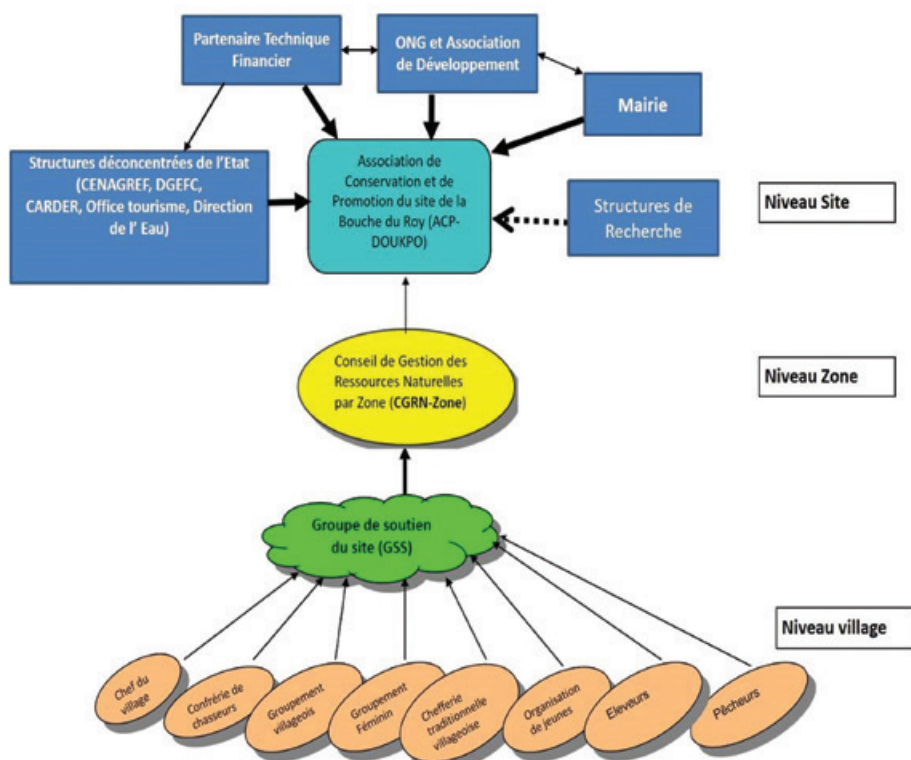 Partenaire Technique
Financier
ONG et Association
de Développement
Mairie
Structures déconcentrées de l'Etat
(CENAGREF, DGEFC,
CARDER, Office tourisme, Direction
de l' Eau)
Association de
Conservation et de
Promotion du site de la
Bouche du Roy (ACP-
DOUKPO)
Structures de
Recherche
Niveau Site
Conseil de Gestion des
Ressources Naturelles
par Zone (CGRN-Zone)
Niveau Zone
Groupe de soutien
du site (GSS)
Niveau village
Chef du
village
Confrérie de
chasseurs
Groupement
villageois
Groupement
Féminin
Chefferie
traditionnelle
villageoise
Organisation
de jeunes
Eleveurs
Pêcheurs